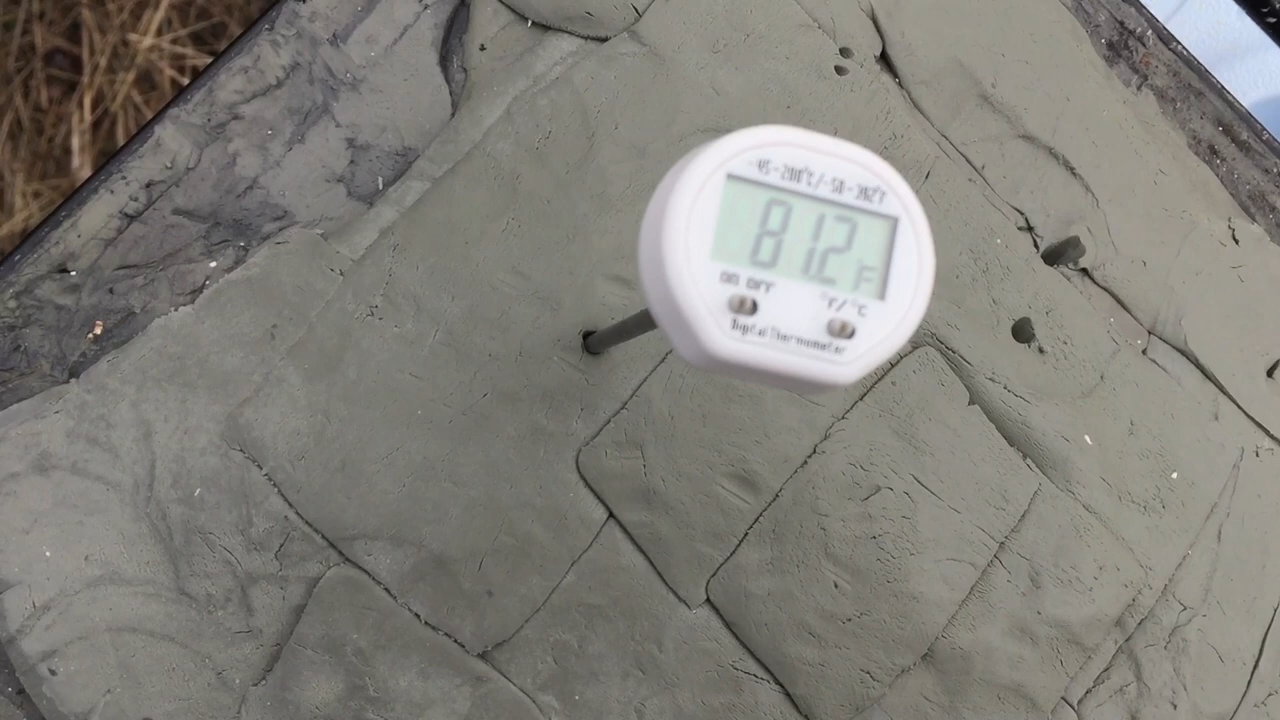 -45~200℃/-50~392℉
81.2 °F
ON OFF °F/°C
Digital Thermometer